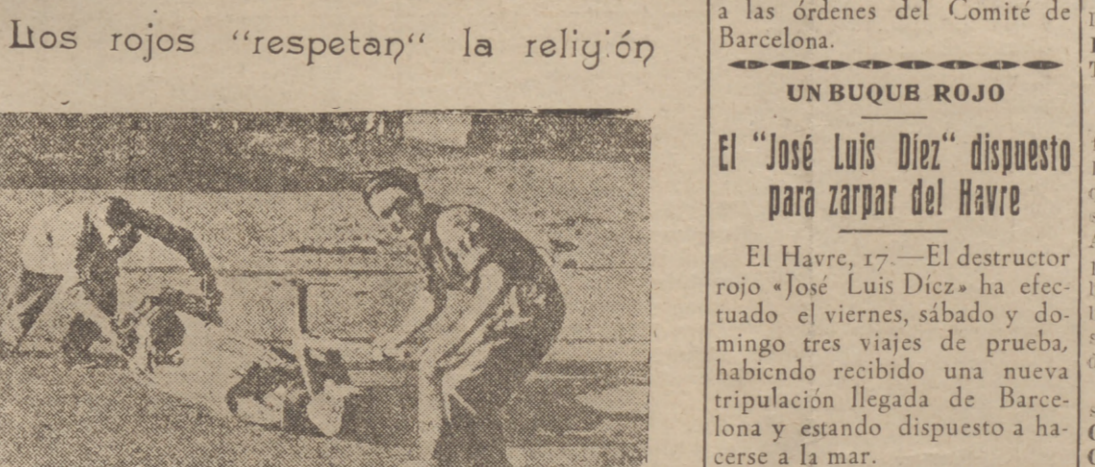 Los rojos “respetan“ la religión
a las órdenes del Comité de
Barcelona.
UN BUQUE ROJO
El “José Luis Díez“ dispuesto
para zarpar del Havre
El Havre, 17.—El destructor
rojo «José Luis Dícz» ha efec-
tuado el viernes, sábado y do-
mingo tres viajes de prueba,
habicndo recibido una nueva
tripulación llegada de Barce-
lona y estando dispuesto a ha-
cerse a la mar.